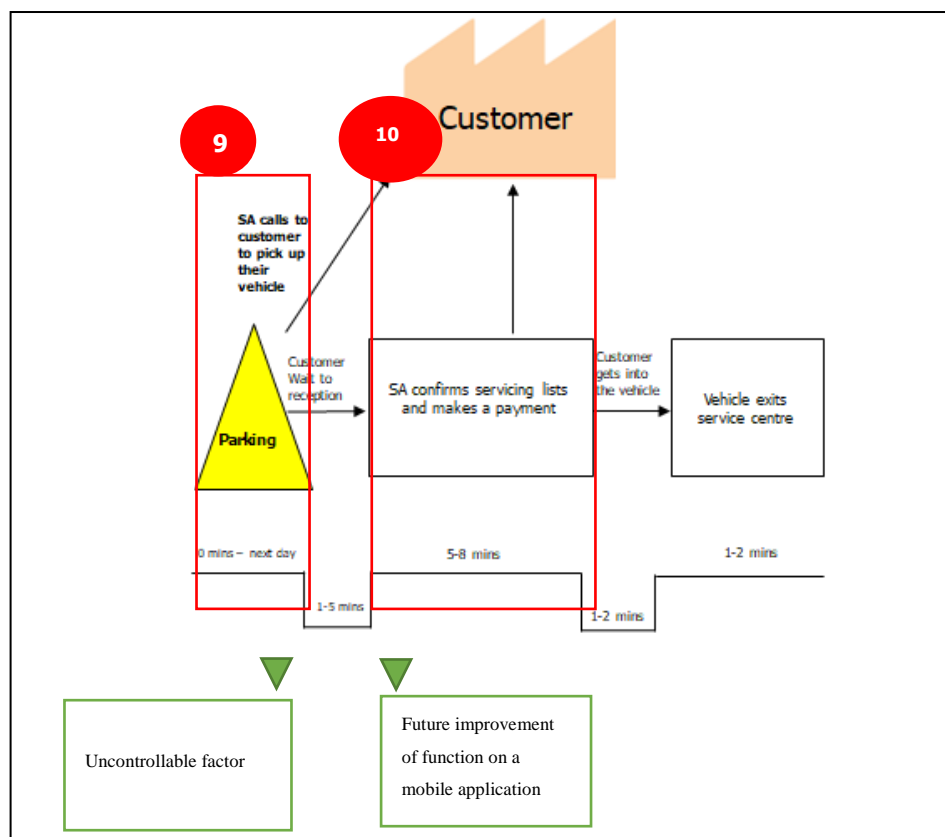 Customer
9
10
SA calls to
customer
to pick up
their
vehicle
Customer
Wait to
reception
Parking
SA confirms servicing lists
and makes a payment
Customer
gets into
the vehicle
Vehicle exits
service centre
0 mins – next day
1-5 mins
5-8 mins
1-2 mins
1-2 mins
Uncontrollable factor
Future improvement
of function on a
mobile application